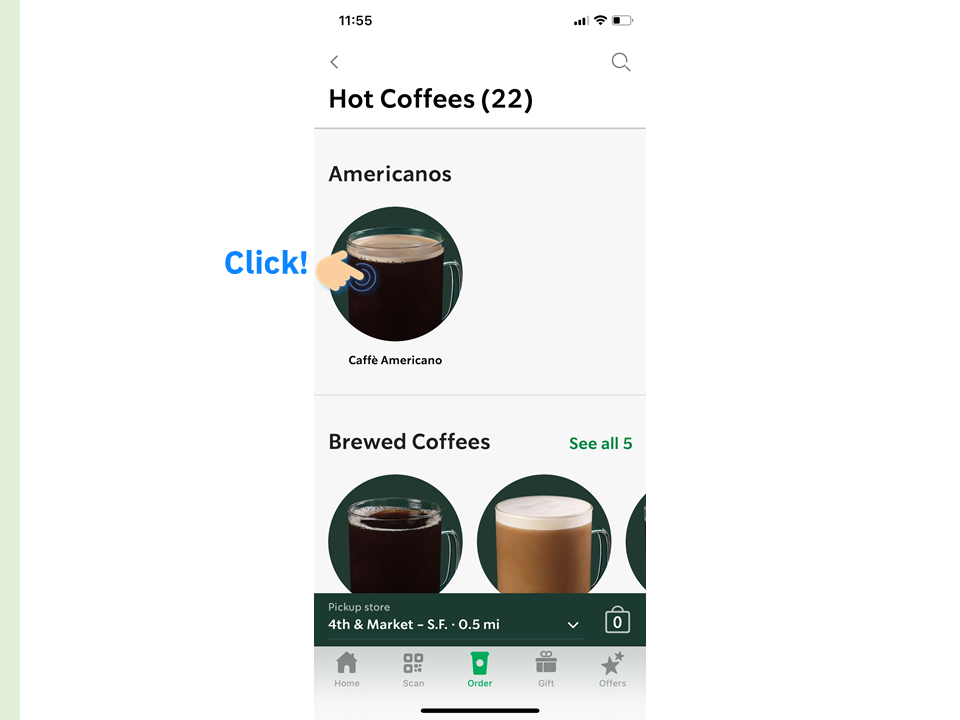 11:55
Hot Coffees (22)
Americanos
Click!
Caffè Americano
Brewed Coffees
See all 5
Pickup store
4th & Market – S.F. · 0.5 mi
0
Home
Scan
Order
Gift
Offers